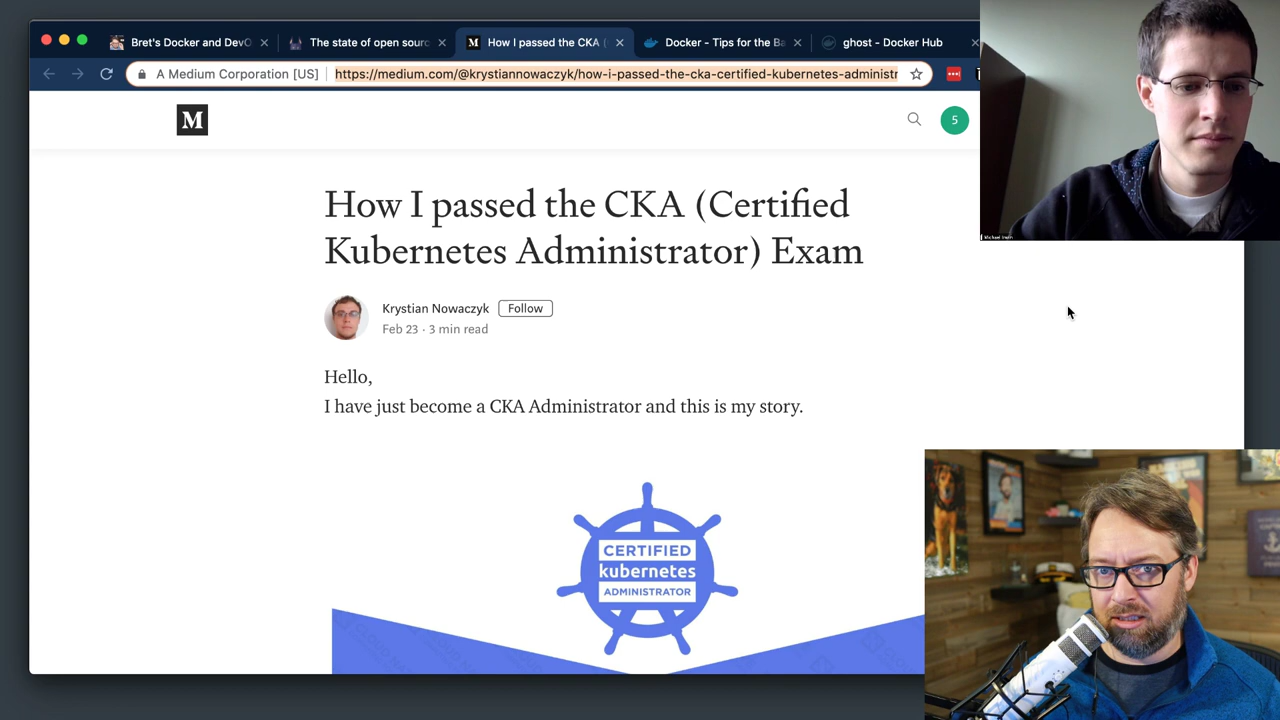 Bret's Docker and DevO
The state of open sourc
How I passed the CKA (
Docker - Tips for the Ba
ghost - Docker Hub
A Medium Corporation [US]
https://medium.com/@krystiannowaczyk/how-i-passed-the-cka-certified-kubernetes-administr
M
5
How I passed the CKA (Certified
Kubernetes Administrator) Exam
Krystian Nowaczyk
Follow
Feb 23 · 3 min read
Hello,
I have just become a CKA Administrator and this is my story.
CERTIFIED
kubernetes
ADMINISTRATOR